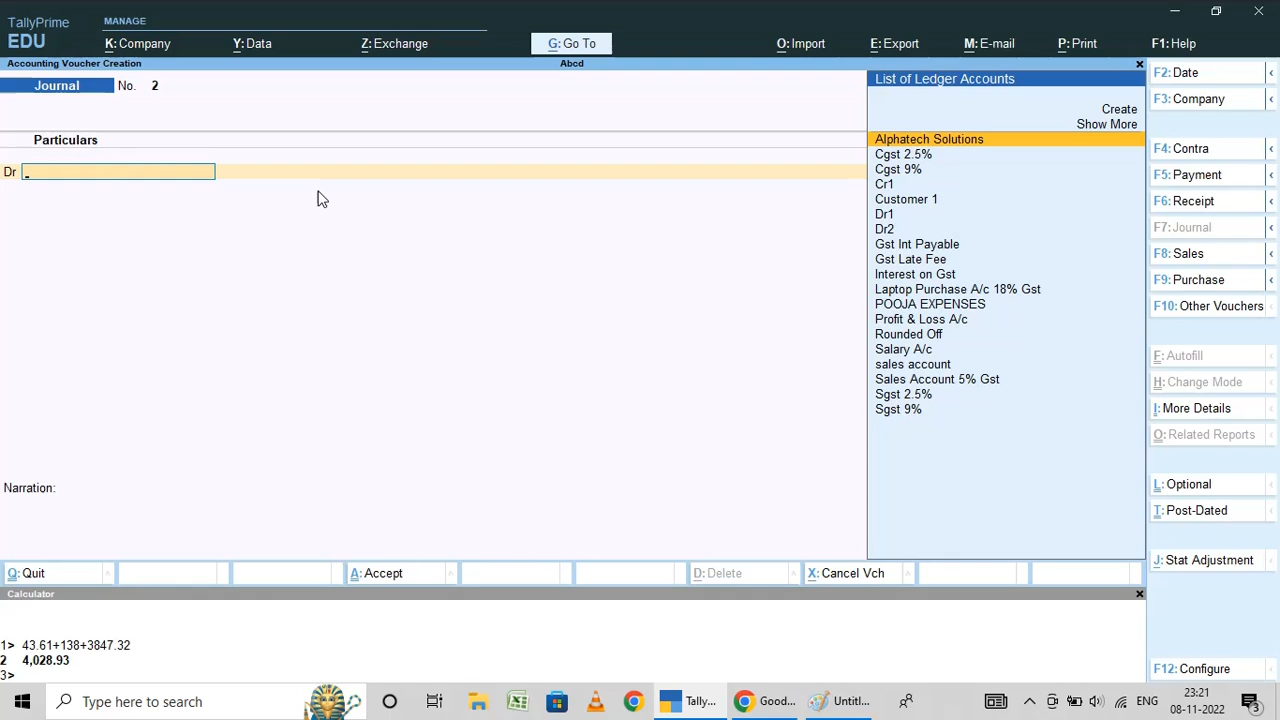 TallyPrime
EDU
MANAGE
K: Company
Y: Data
Z: Exchange
G: Go To
O: Import
E: Export
M: E-mail
P: Print
F1: Help
Accounting Voucher Creation
Abcd
Journal No. 2
Particulars
Dr
List of Ledger Accounts
Create
Show More
Alphatech Solutions
Cgst 2.5%
Cgst 9%
Cr1
Customer 1
Dr1
Dr2
Gst Int Payable
Gst Late Fee
Interest on Gst
Laptop Purchase A/c 18% Gst
POOJA EXPENSES
Profit & Loss A/c
Rounded Off
Salary A/c
sales account
Sales Account 5% Gst
Sgst 2.5%
Sgst 9%
F2: Date
F3: Company
F4: Contra
F5: Payment
F6: Receipt
F7: Journal
F8: Sales
F9: Purchase
F10: Other Vouchers
F: Autofill
H: Change Mode
I: More Details
O: Related Reports
L: Optional
T: Post-Dated
J: Stat Adjustment
F12: Configure
Narration:
Q: Quit
A: Accept
D: Delete
X: Cancel Vch
Calculator
1> 43.61+138+3847.32
2 4,028.93
3>
Type here to search
Tally...
Good...
Untitl...
ENG
23:21
08-11-2022
3